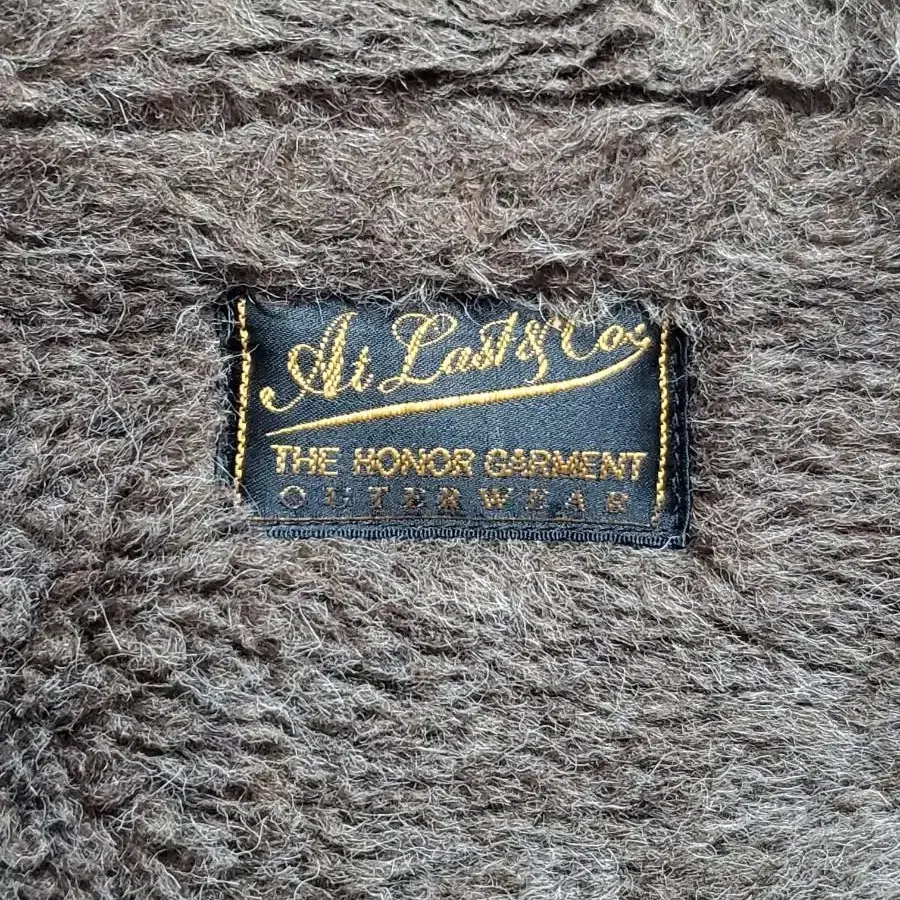 At Last & Co.
THE HONOR GARMENT
OUTERWEAR